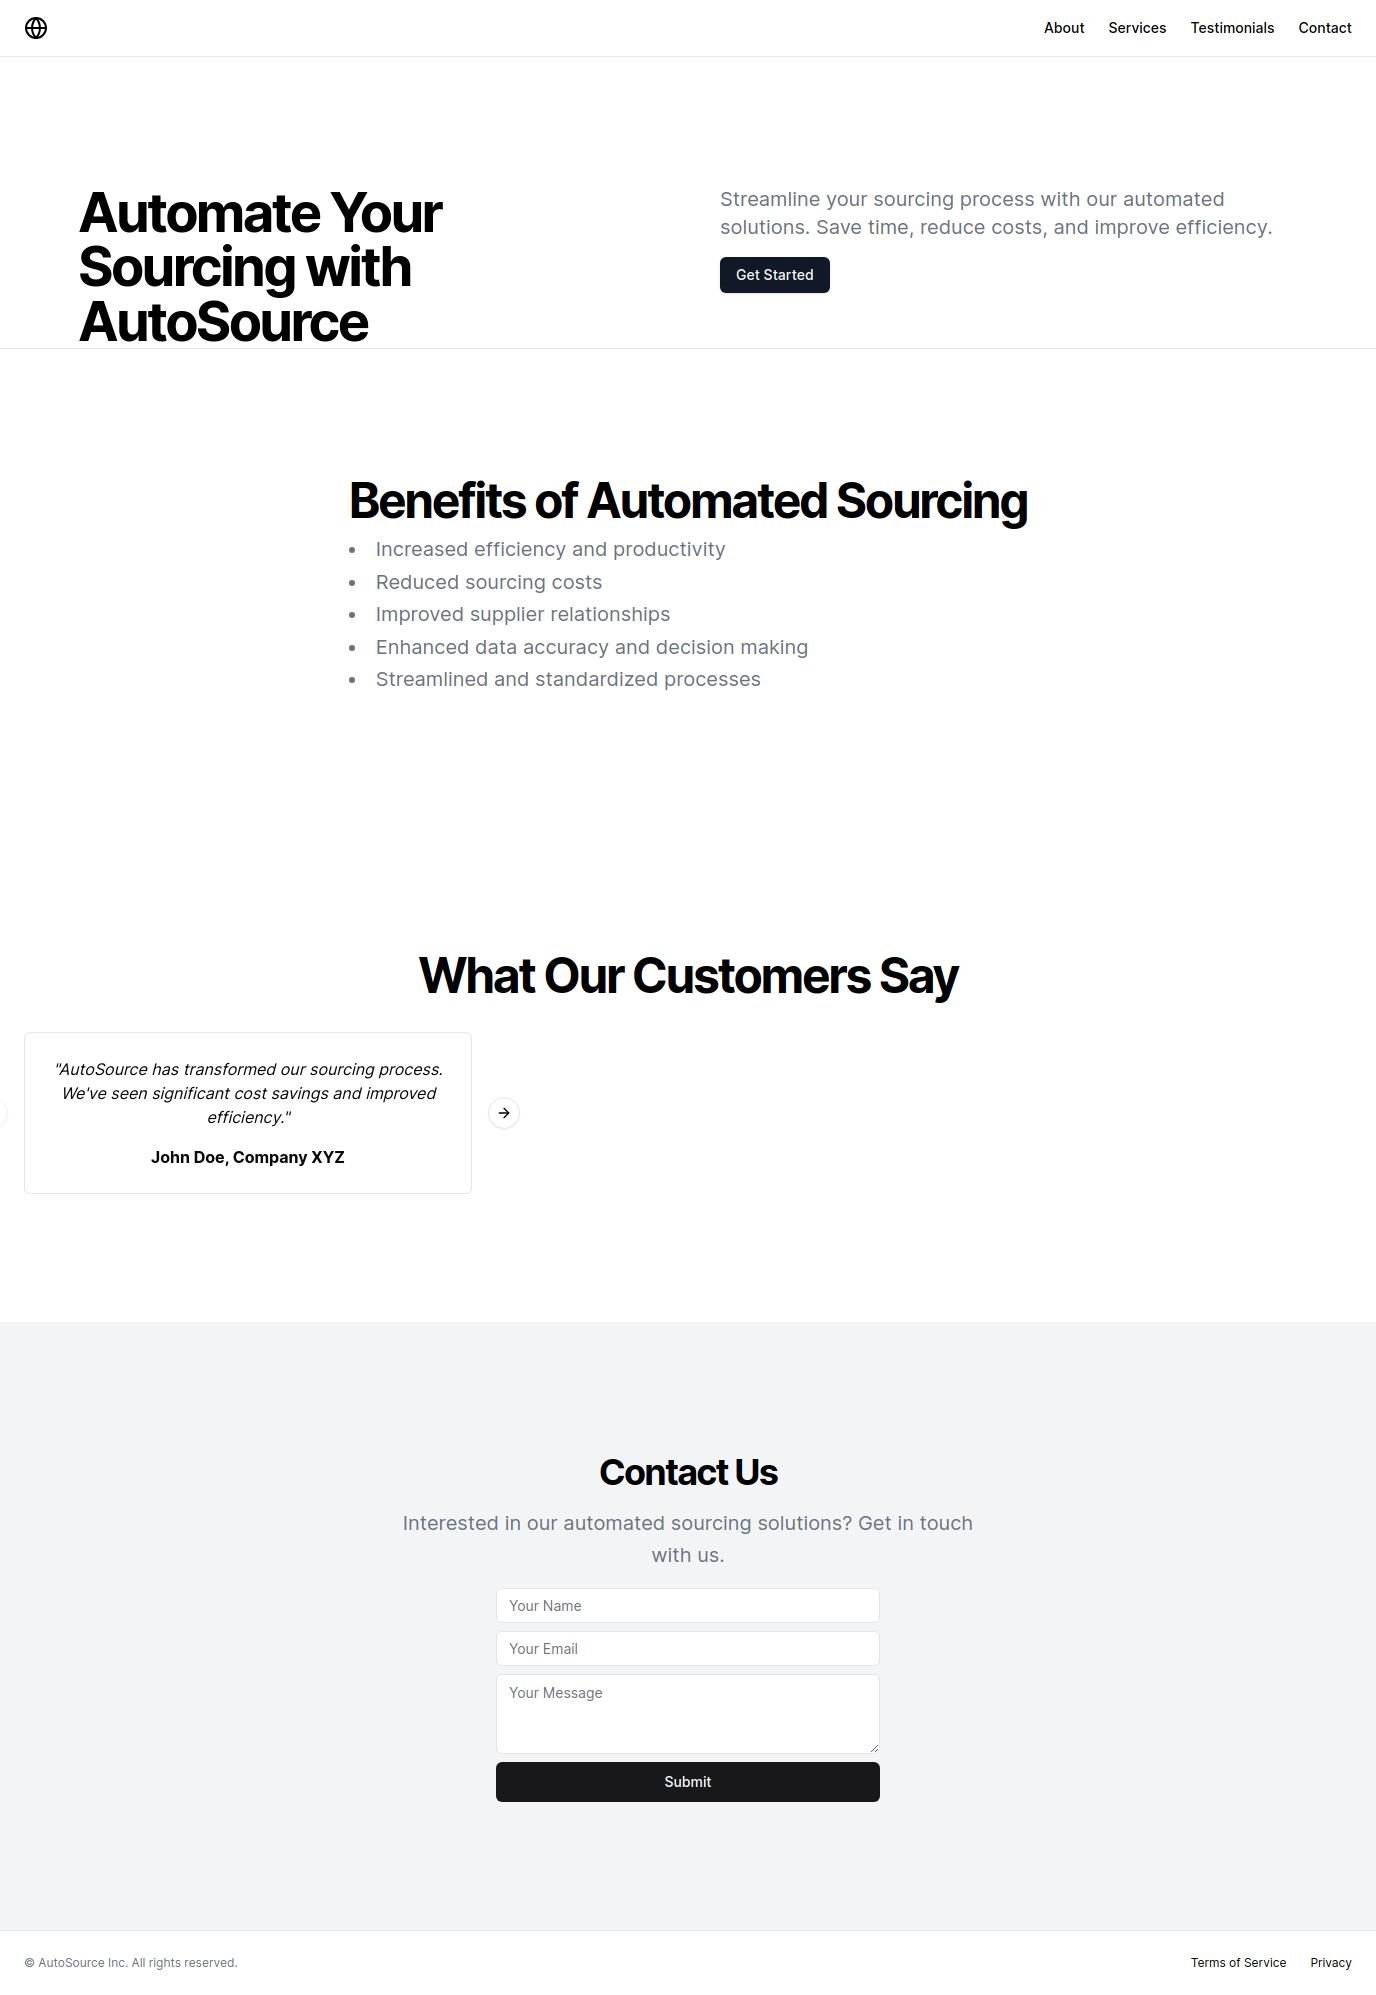 About Services Testimonials Contact
Automate Your
Sourcing with
AutoSource
Streamline your sourcing process with our automated
solutions. Save time, reduce costs, and improve efficiency.
Get Started
Benefits of Automated Sourcing
• Increased efficiency and productivity
• Reduced sourcing costs
• Improved supplier relationships
• Enhanced data accuracy and decision making
• Streamlined and standardized processes
What Our Customers Say
"AutoSource has transformed our sourcing process.
We've seen significant cost savings and improved
efficiency."
John Doe, Company XYZ
Contact Us
Interested in our automated sourcing solutions? Get in touch
with us.
Your Name
Your Email
Your Message
Submit
© AutoSource Inc. All rights reserved.
Terms of Service Privacy